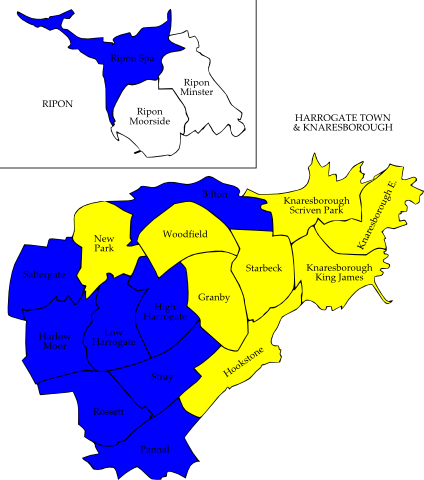 Ripon Spa
Ripon
Minster
RIPON
Ripon
Moorside
HARROGATE TOWN
& KNARESBOROUGH
Knaresborough E.
Bilton
Knaresborough
Scriven Park
Woodfield
New
Park
Starbeck
Knaresborough
King James
Saltergate
Granby
High
Harrogate
Low
Harrogate
Harlow
Moor
Hookstone
Stray
Rossett
Pannal